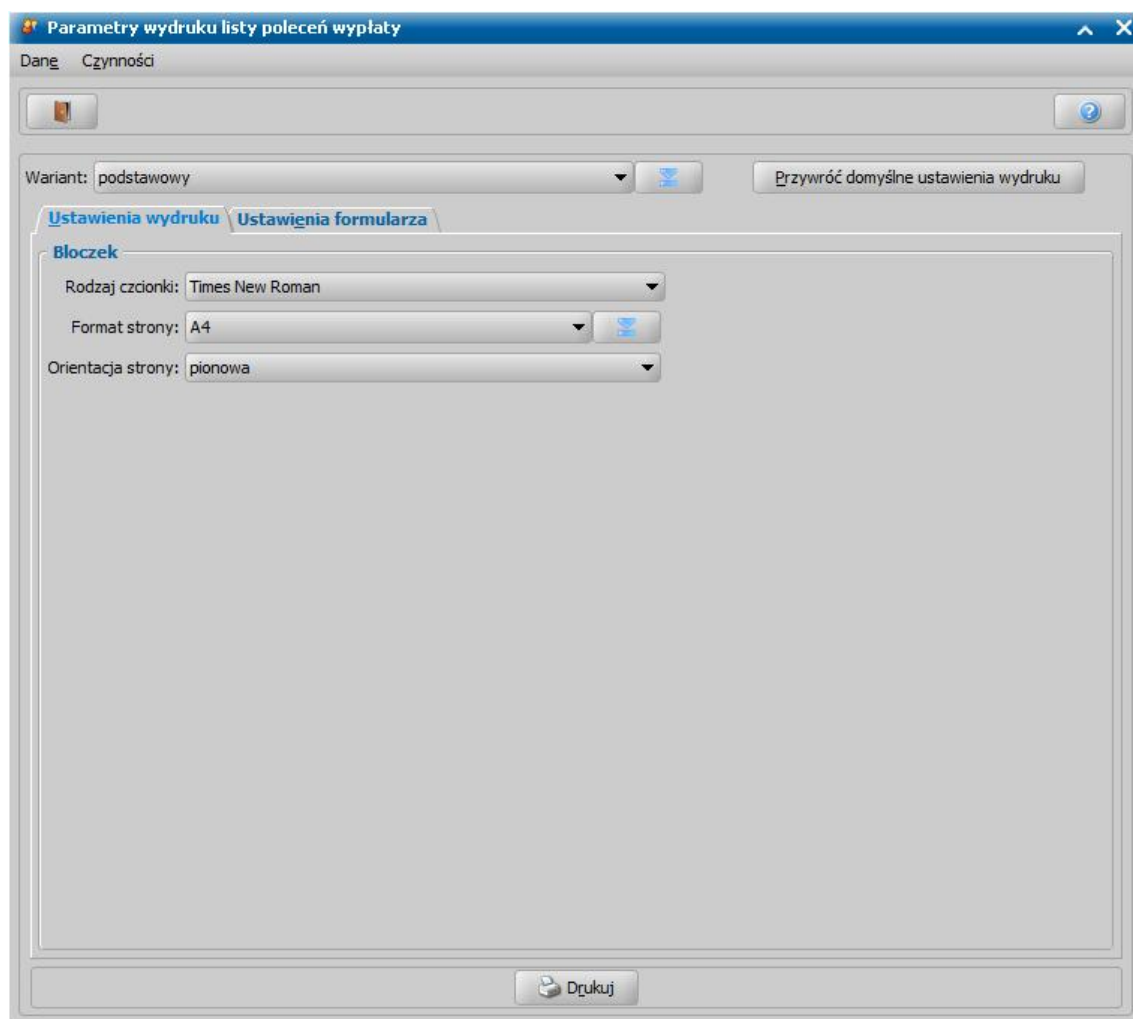 Parametry wydruku listy poleceń wypłaty
Dane Czynności
Wariant: podstawowy Przywróć domyślne ustawienia wydruku
Ustawienia wydruku Ustawienia formularza
Bloczek
Rodzaj czcionki: Times New Roman
Format strony: A4
Orientacja strony: pionowa
Drukuj